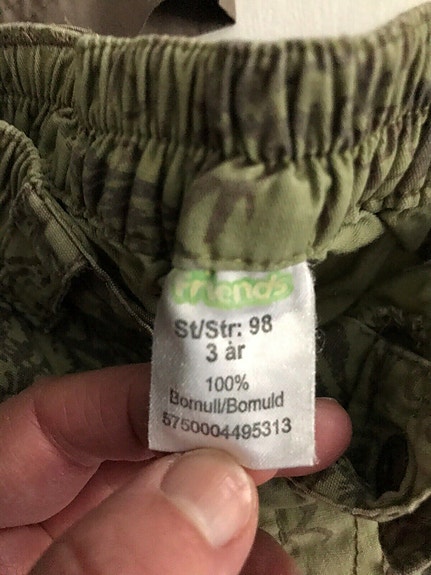 friends
St/Str: 98
3 år
100%
Bomull/Bomuld
5750004495313